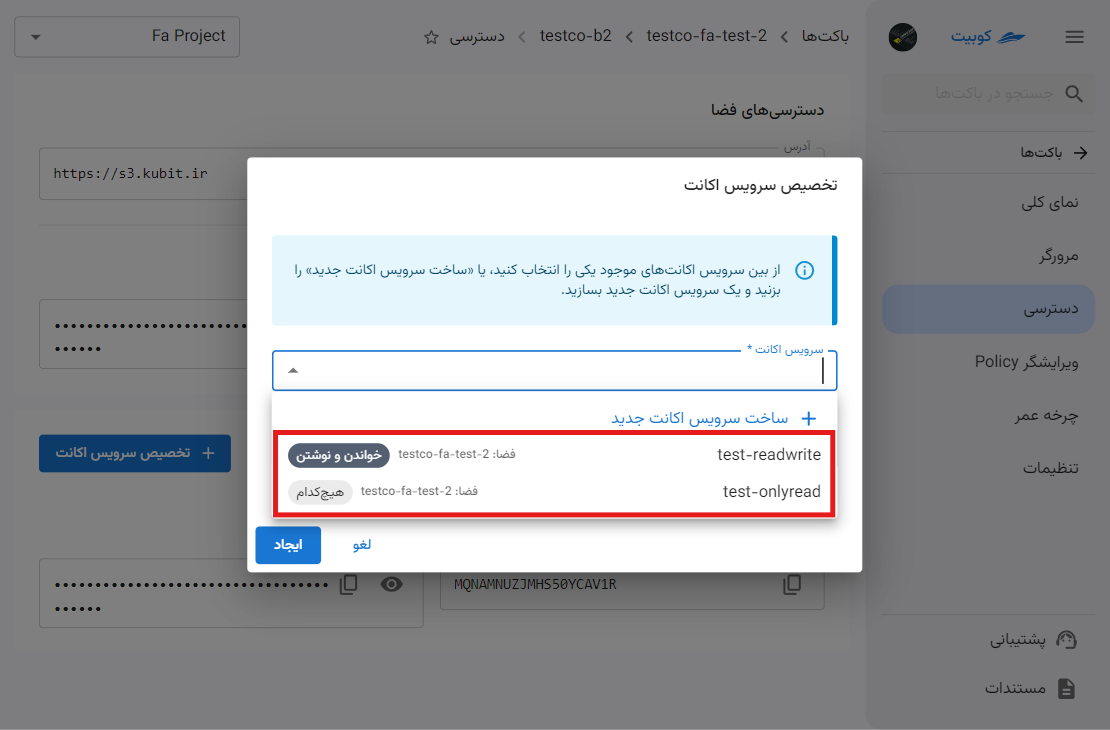 کوبیت
باکت‌ها
testco-fa-test-2
testco-b2
دسترسی
Fa Project
جستجو در باکت‌ها
باکت‌ها
نمای کلی
مرورگر
دسترسی
ویرایشگر Policy
چرخه عمر
تنظیمات
پشتیبانی
مستندات
دسترسی‌های فضا
آدرس
https://s3.kubit.ir
تخصیص سرویس اکانت
MQNAMNUZJMHS50YCAV1R
تخصیص سرویس اکانت
از بین سرویس اکانت‌های موجود یکی را انتخاب کنید، یا «ساخت سرویس اکانت جدید» را
بزنید و یک سرویس اکانت جدید بسازید.
سرویس اکانت *
ساخت سرویس اکانت جدید
test-readwrite
فضا: testco-fa-test-2
خواندن و نوشتن
test-onlyread
فضا: testco-fa-test-2
هیچ‌کدام
لغو
ایجاد